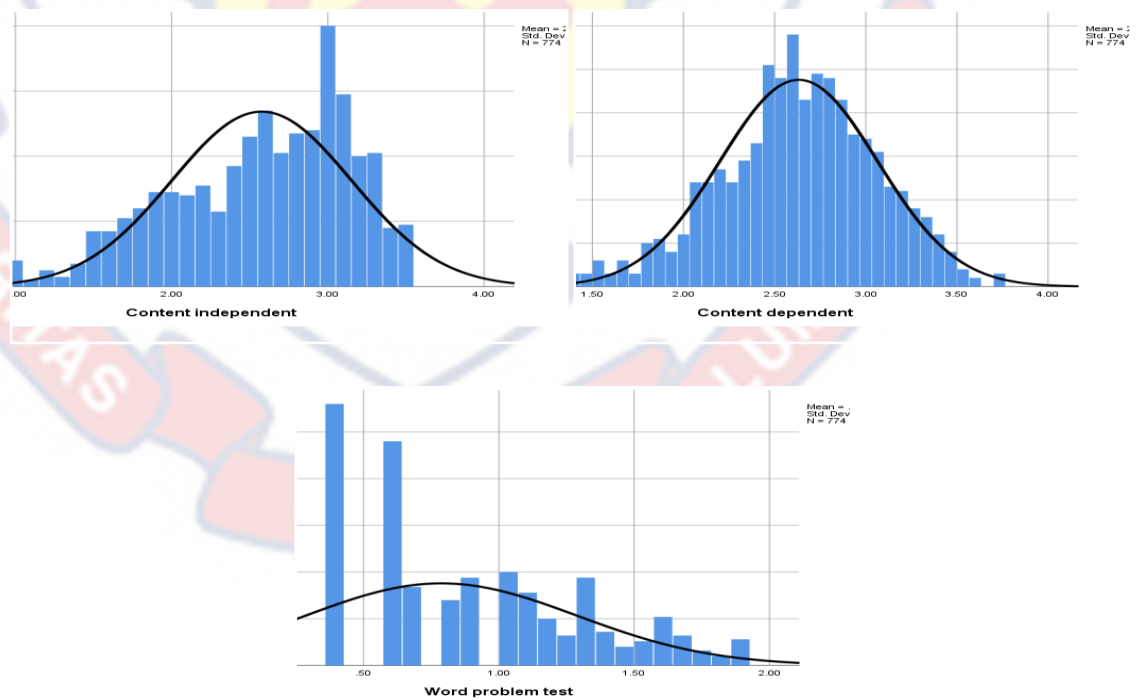 Mean =
Std. Dev
N = 774
.00 2.00 3.00 4.00
Content independent
Mean =
Std. Dev
N = 774
1.50 2.00 2.50 3.00 3.50 4.00
Content dependent
TAS
LU
Mean = .
Std. Dev
N = 774
.50 1.00 1.50 2.00
Word problem test